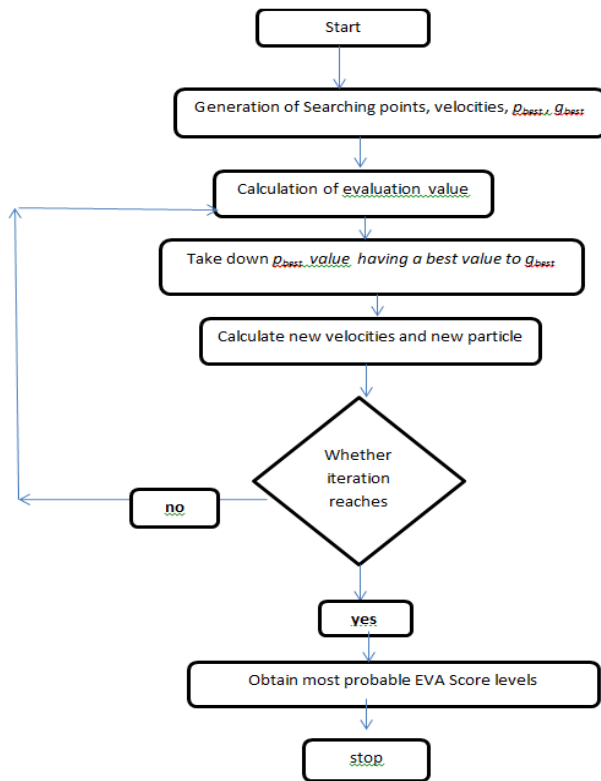 Start
Generation of Searching points, velocities, pbest, gbest
Calculation of evaluation value
Take down pbest value having a best value to gbest
Calculate new velocities and new particle
Whether
iteration
reaches
no
yes
Obtain most probable EVA Score levels
stop